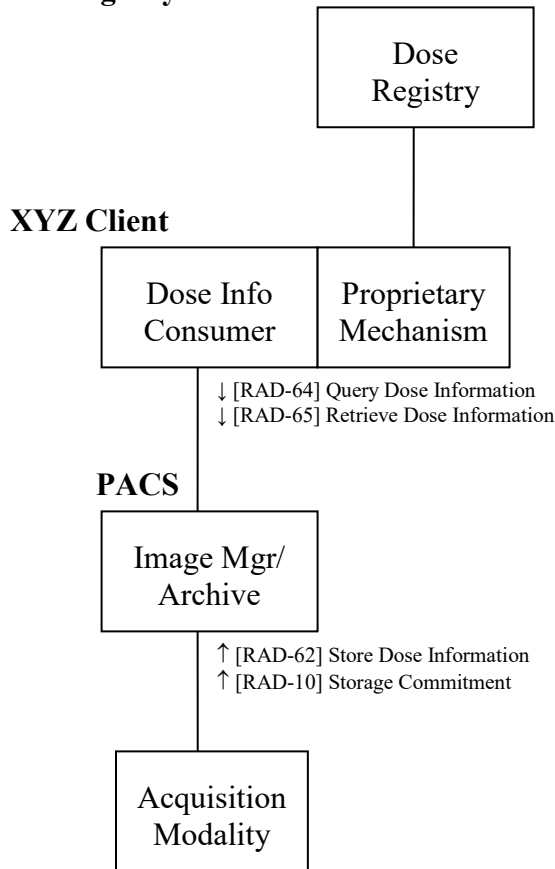 Dose
Registry
XYZ Client
Dose Info
Consumer
Proprietary
Mechanism
↓ [RAD-64] Query Dose Information
↓ [RAD-65] Retrieve Dose Information
PACS
Image Mgr/
Archive
↑ [RAD-62] Store Dose Information
↑ [RAD-10] Storage Commitment
Acquisition
Modality